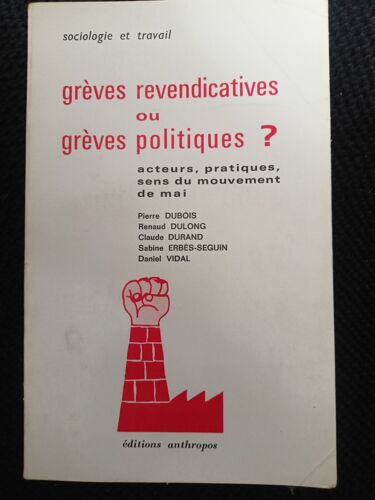 sociologie et travail
grèves revendicatives
ou
grèves politiques ?
acteurs, pratiques,
sens du mouvement
de mai
Pierre DUBOIS
Renaud DULONG
Claude DURAND
Sabine ERBÈS-SEGUIN
Daniel VIDAL
éditions anthropos